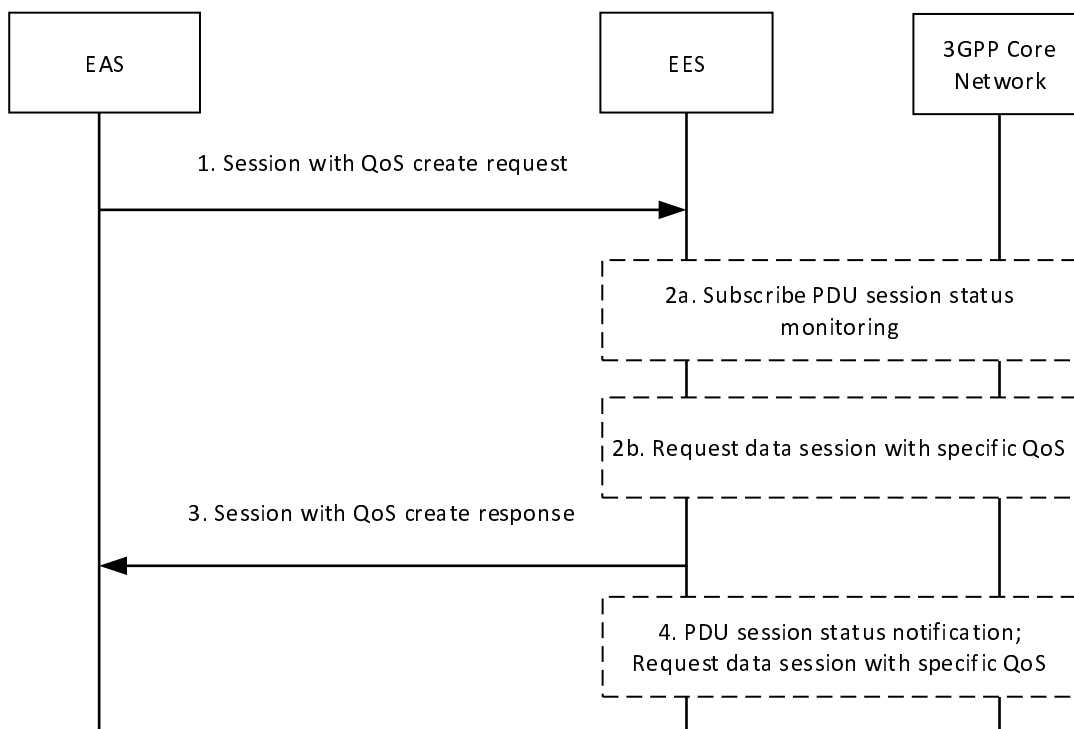 EAS
EES
3GPP Core
Network
1. Session with QoS create request
2a. Subscribe PDU session status
monitoring
2b. Request data session with specific QoS
3. Session with QoS create response
4. PDU session status notification;
Request data session with specific QoS